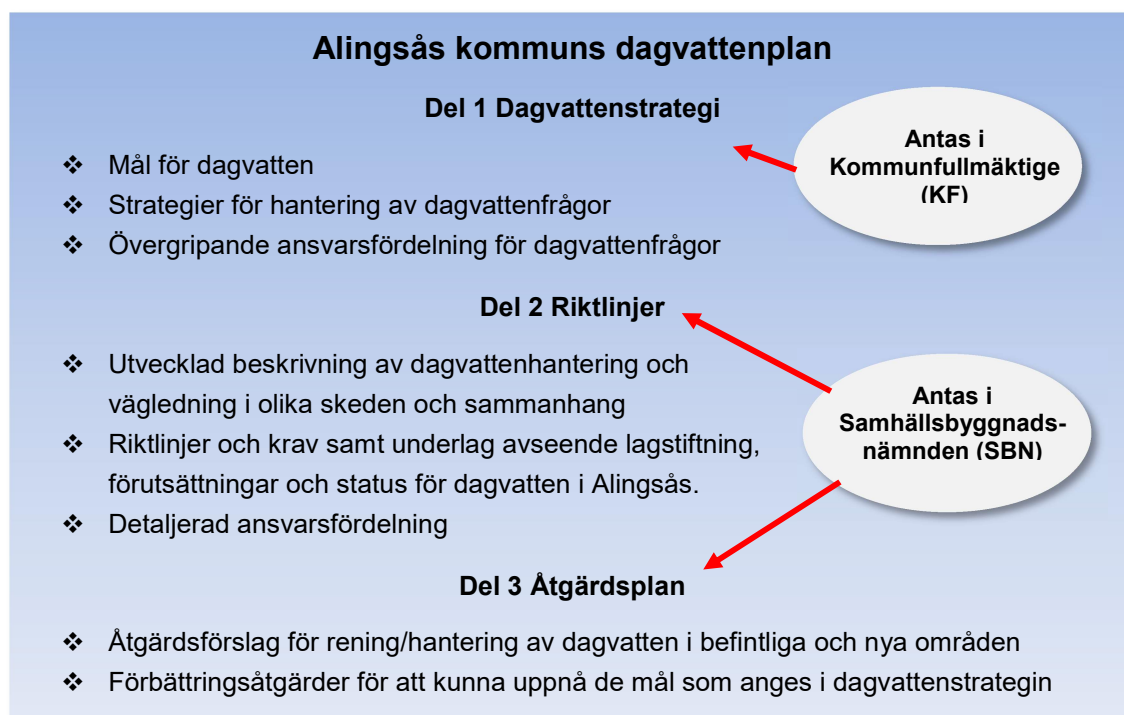 Alingsås kommuns dagvattenplan
Del 1 Dagvattenstrategi
❖ Mål för dagvatten
❖ Strategier för hantering av dagvattenfrågor
❖ Övergripande ansvarsfördelning för dagvattenfrågor
Antas i
Kommunfullmäktige
(KF)
Del 2 Riktlinjer
❖ Utvecklad beskrivning av dagvattenhantering och
vägledning i olika skeden och sammanhang
❖ Riktlinjer och krav samt underlag avseende lagstiftning,
förutsättningar och status för dagvatten i Alingsås.
❖ Detaljerad ansvarsfördelning
Antas i
Samhällsbyggnads-
nämnden (SBN)
Del 3 Åtgärdsplan
❖ Åtgärdsförslag för rening/hantering av dagvatten i befintliga och nya områden
❖ Förbättringsåtgärder för att kunna uppnå de mål som anges i dagvattenstrategin